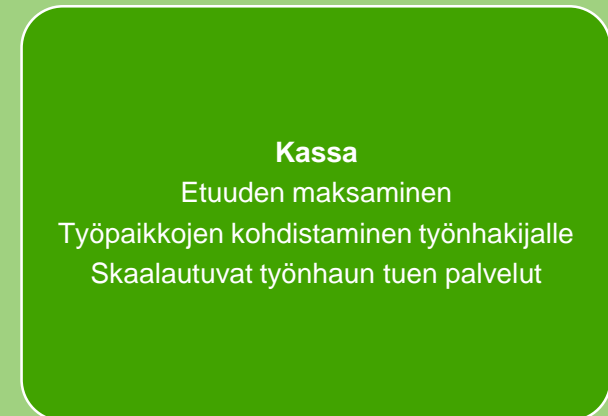 Kassa
Etuuden maksaminen
Työpaikkojen kohdistaminen työnhakijalle
Skaalautuvat työnhaun tuen palvelut